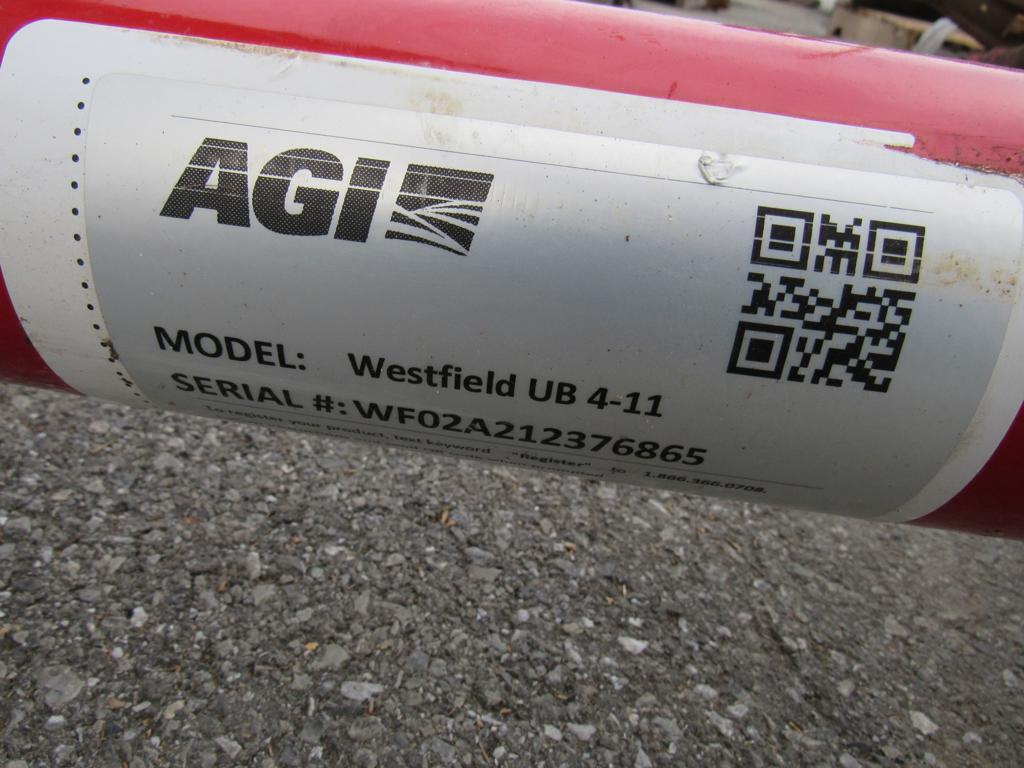 AGI
MODEL: Westfield UB 4-11
SERIAL #: WF02A212376865
To register your product, text keyword "Register" to 1.866.366.0708.